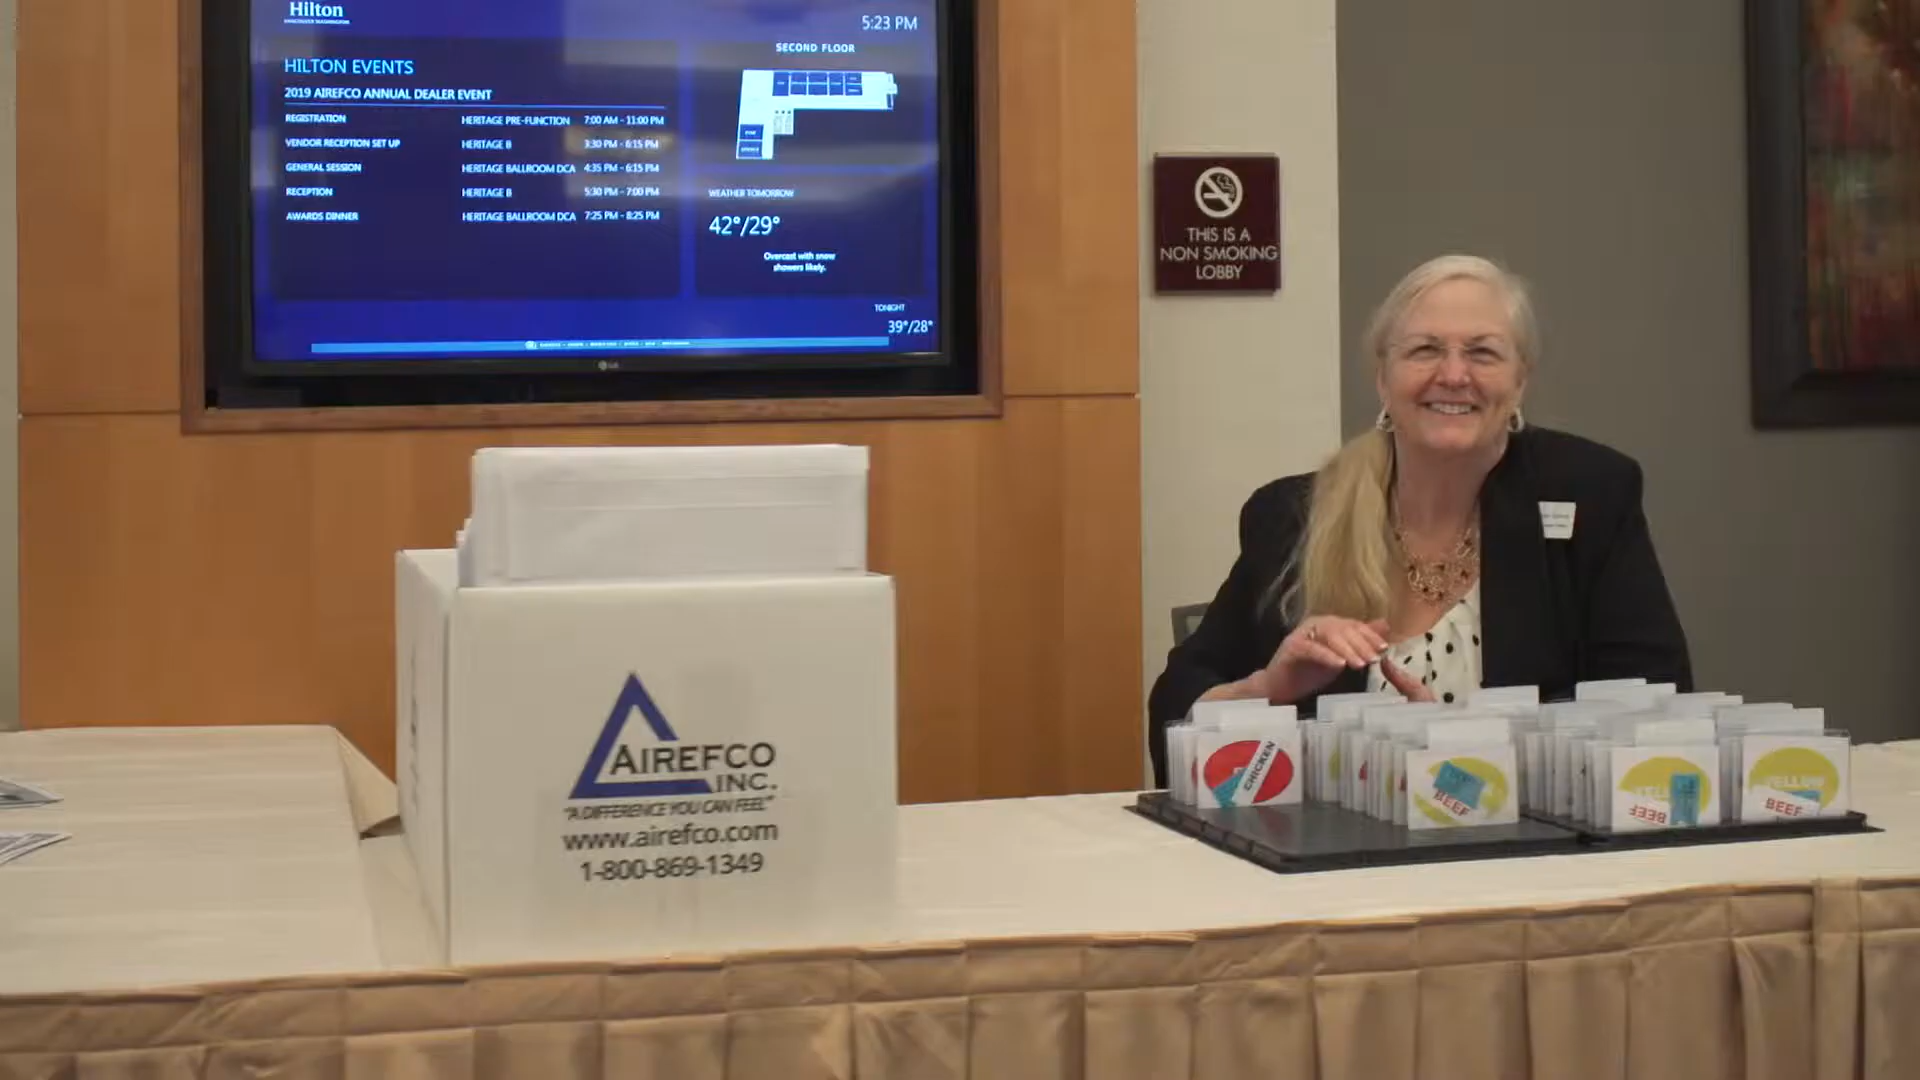 Hilton
VANCOUVER WASHINGTON
5:23 PM
HILTON EVENTS
2019 AIREFCO ANNUAL DEALER EVENT
REGISTRATION HERITAGE PRE-FUNCTION 7:00 AM - 11:00 PM
VENDOR RECEPTION SET UP HERITAGE B 3:30 PM - 6:15 PM
GENERAL SESSION HERITAGE BALLROOM DCA 4:35 PM - 6:15 PM
RECEPTION HERITAGE B 5:30 PM - 7:00 PM
AWARDS DINNER HERITAGE BALLROOM DCA 7:25 PM - 8:25 PM
SECOND FLOOR
WEATHER TOMORROW
42°/29°
Overcast with snow
showers likely.
TONIGHT
39°/28°
LG
THIS IS A
NON SMOKING
LOBBY
AIREFCO
INC.
"A DIFFERENCE YOU CAN FEEL"
www.airefco.com
1-800-869-1349
CHICKEN
BEEF
BEEF
YELLOW
BEEF